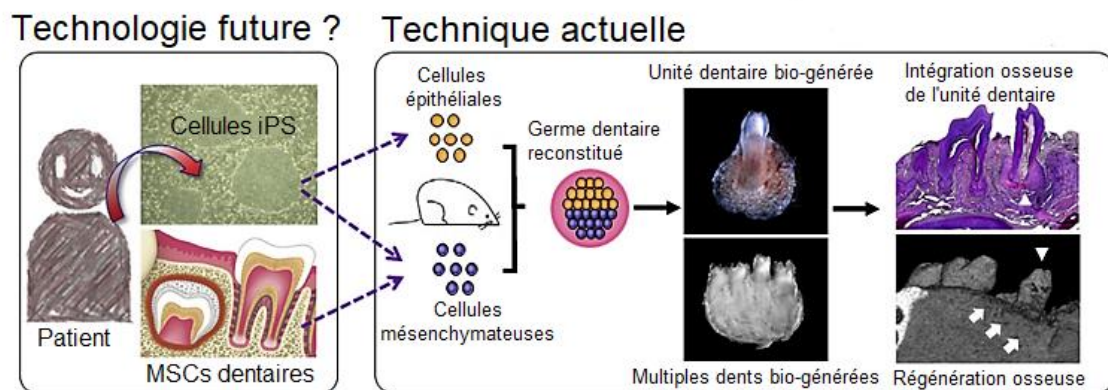 Technologie future ?
Technique actuelle
Cellules iPS
Patient
MSCs dentaires
Cellules
épithéliales
Cellules
mésenchymateuses
Germe dentaire
reconstitué
Unité dentaire bio-générée
Multiples dents bio-générées
Intégration osseuse
de l'unité dentaire
Régénération osseuse